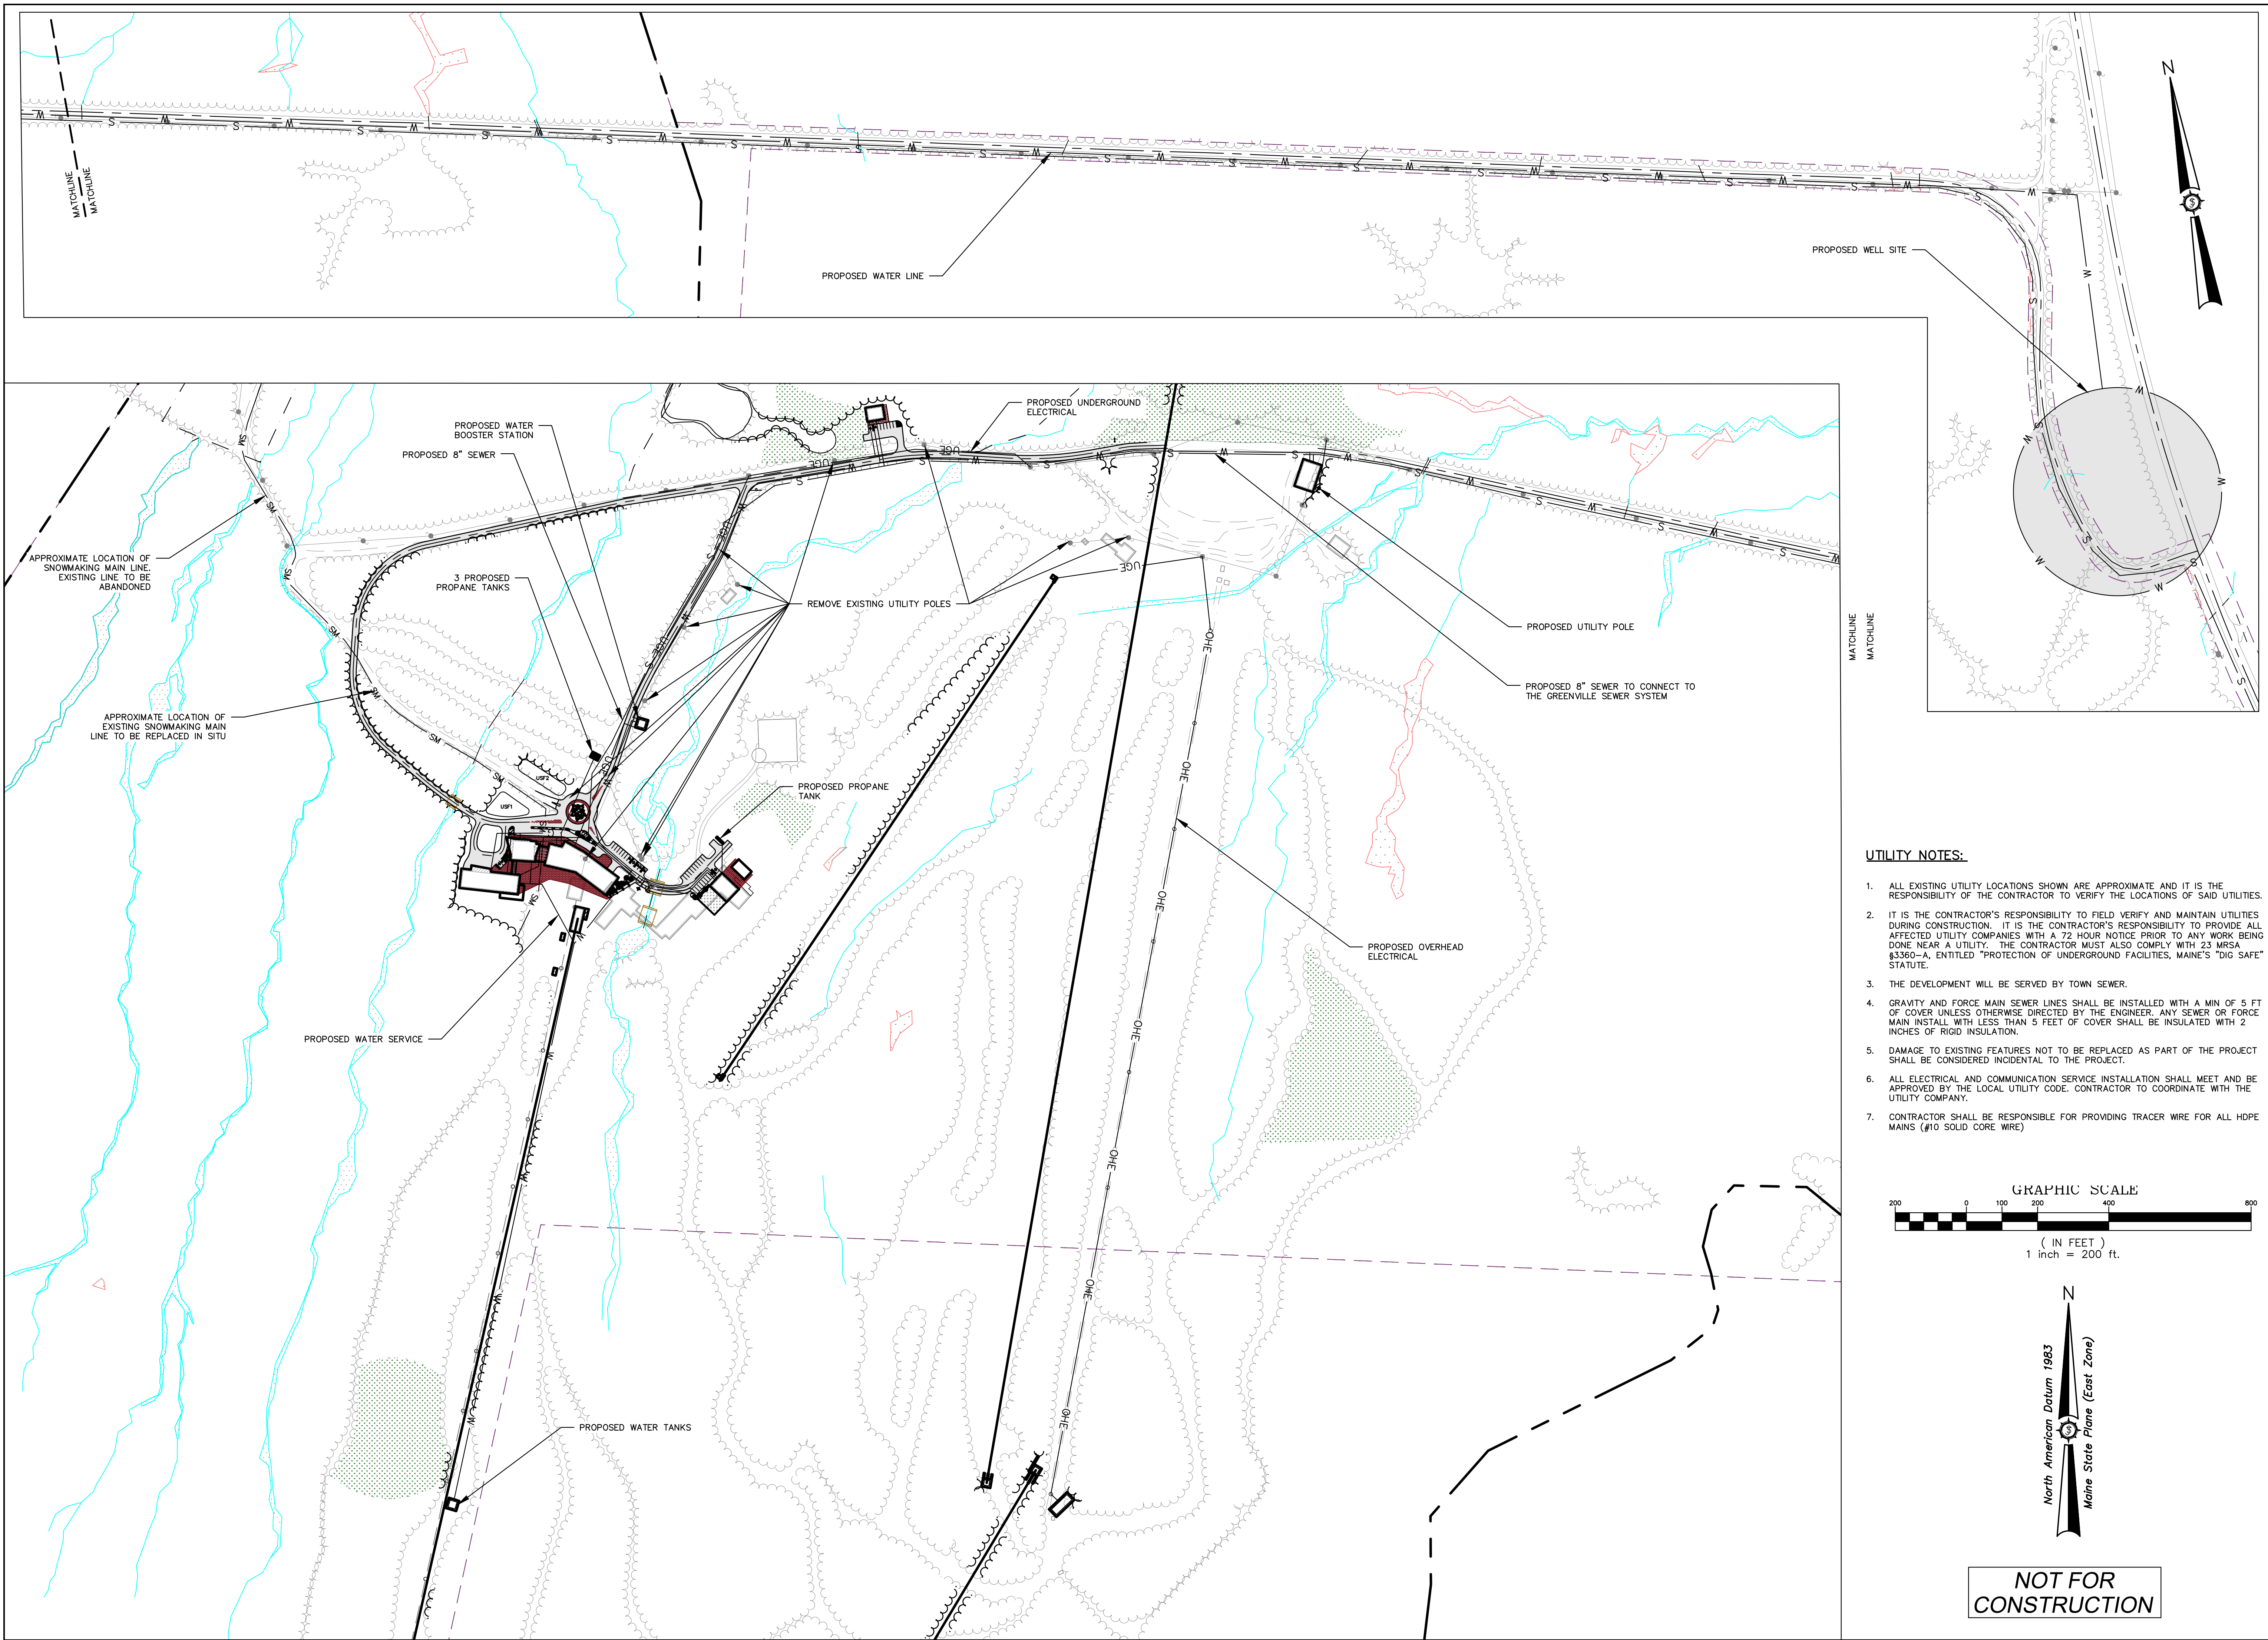 MATCHLINE
MATCHLINE
PROPOSED WATER LINE
PROPOSED WELL SITE
N
PROPOSED UNDERGROUND
ELECTRICAL
PROPOSED WATER
BOOSTER STATION
PROPOSED 8" SEWER
APPROXIMATE LOCATION OF
SNOWMAKING MAIN LINE.
EXISTING LINE TO BE
ABANDONED
3 PROPOSED
PROPANE TANKS
REMOVE EXISTING UTILITY POLES
PROPOSED UTILITY POLE
MATCHLINE
MATCHLINE
PROPOSED 8" SEWER TO CONNECT TO
THE GREENVILLE SEWER SYSTEM
APPROXIMATE LOCATION OF
EXISTING SNOWMAKING MAIN
LINE TO BE REPLACED IN SITU
USF2
USF1
PROPOSED PROPANE
TANK
PROPOSED OVERHEAD
ELECTRICAL
PROPOSED WATER SERVICE
PROPOSED WATER TANKS
W
S
SM
UGE
OHE
UTILITY NOTES:
1. ALL EXISTING UTILITY LOCATIONS SHOWN ARE APPROXIMATE AND IT IS THE
RESPONSIBILITY OF THE CONTRACTOR TO VERIFY THE LOCATIONS OF SAID UTILITIES.
2. IT IS THE CONTRACTOR'S RESPONSIBILITY TO FIELD VERIFY AND MAINTAIN UTILITIES
DURING CONSTRUCTION. IT IS THE CONTRACTOR'S RESPONSIBILITY TO PROVIDE ALL
AFFECTED UTILITY COMPANIES WITH A 72 HOUR NOTICE PRIOR TO ANY WORK BEING
DONE NEAR A UTILITY. THE CONTRACTOR MUST ALSO COMPLY WITH 23 MRSA
§3360-A, ENTITLED "PROTECTION OF UNDERGROUND FACILITIES, MAINE'S "DIG SAFE"
STATUTE.
3. THE DEVELOPMENT WILL BE SERVED BY TOWN SEWER.
4. GRAVITY AND FORCE MAIN SEWER LINES SHALL BE INSTALLED WITH A MIN OF 5 FT
OF COVER UNLESS OTHERWISE DIRECTED BY THE ENGINEER. ANY SEWER OR FORCE
MAIN INSTALL WITH LESS THAN 5 FEET OF COVER SHALL BE INSULATED WITH 2
INCHES OF RIGID INSULATION.
5. DAMAGE TO EXISTING FEATURES NOT TO BE REPLACED AS PART OF THE PROJECT
SHALL BE CONSIDERED INCIDENTAL TO THE PROJECT.
6. ALL ELECTRICAL AND COMMUNICATION SERVICE INSTALLATION SHALL MEET AND BE
APPROVED BY THE LOCAL UTILITY CODE. CONTRACTOR TO COORDINATE WITH THE
UTILITY COMPANY.
7. CONTRACTOR SHALL BE RESPONSIBLE FOR PROVIDING TRACER WIRE FOR ALL HDPE
MAINS (#10 SOLID CORE WIRE)
GRAPHIC SCALE
200 0 100 200 400 800
( IN FEET )
1 inch = 200 ft.
N
North American Datum 1983
Maine State Plane (East Zone)
NOT FOR
CONSTRUCTION